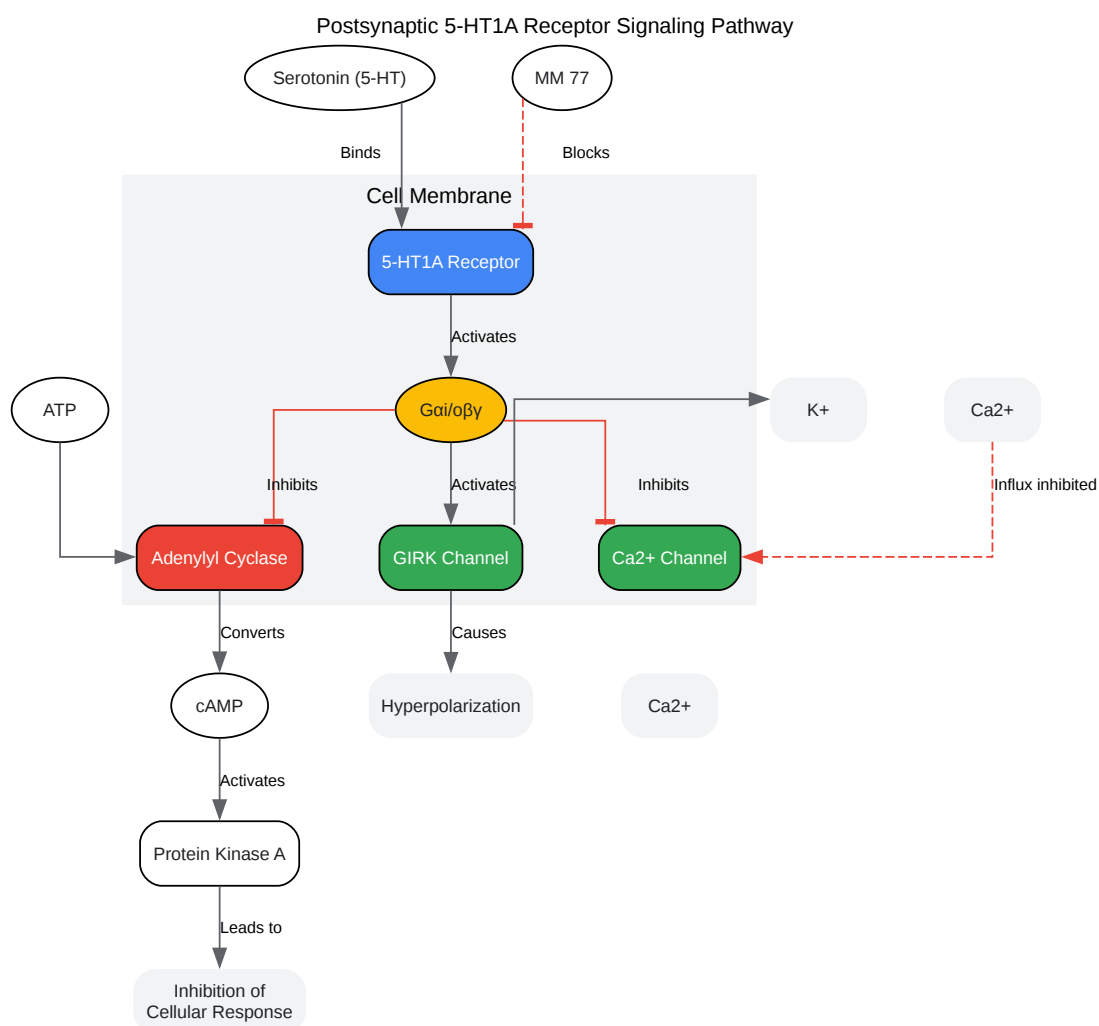 Postsynaptic 5-HT1A Receptor Signaling Pathway
Serotonin (5-HT)
MM 77
Binds
Blocks
Cell Membrane
5-HT1A Receptor
Activates
ATP
Gαi/oβγ
K+
Ca2+
Inhibits
Activates
Inhibits
Influx inhibited
Adenylyl Cyclase
GIRK Channel
Ca2+ Channel
Converts
Causes
cAMP
Hyperpolarization
Ca2+
Activates
Protein Kinase A
Leads to
Inhibition of
Cellular Response